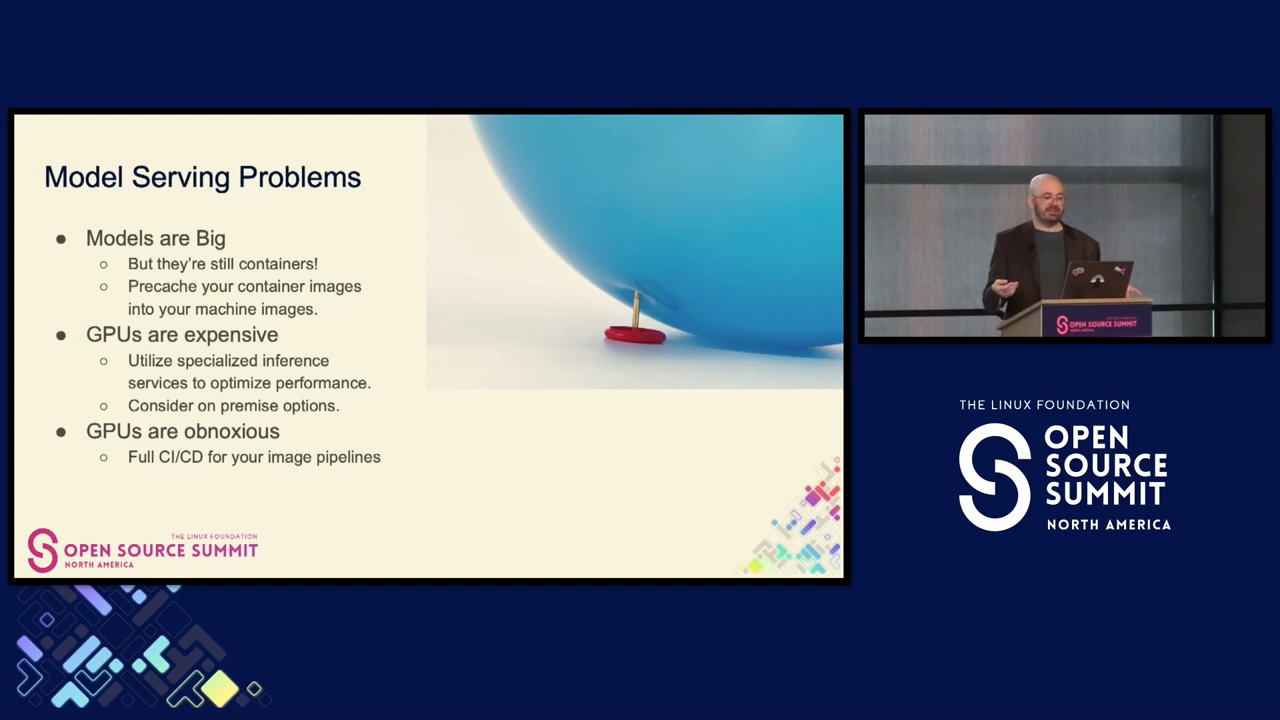 Model Serving Problems
● Models are Big
○ But they're still containers!
○ Precache your container images
into your machine images.
● GPUs are expensive
○ Utilize specialized inference
services to optimize performance.
○ Consider on premise options.
● GPUs are obnoxious
○ Full CI/CD for your image pipelines
THE LINUX FOUNDATION
OPEN SOURCE SUMMIT
NORTH AMERICA
OPEN SOURCE SUMMIT
THE LINUX FOUNDATION
OPEN
SOURCE
SUMMIT
NORTH AMERICA